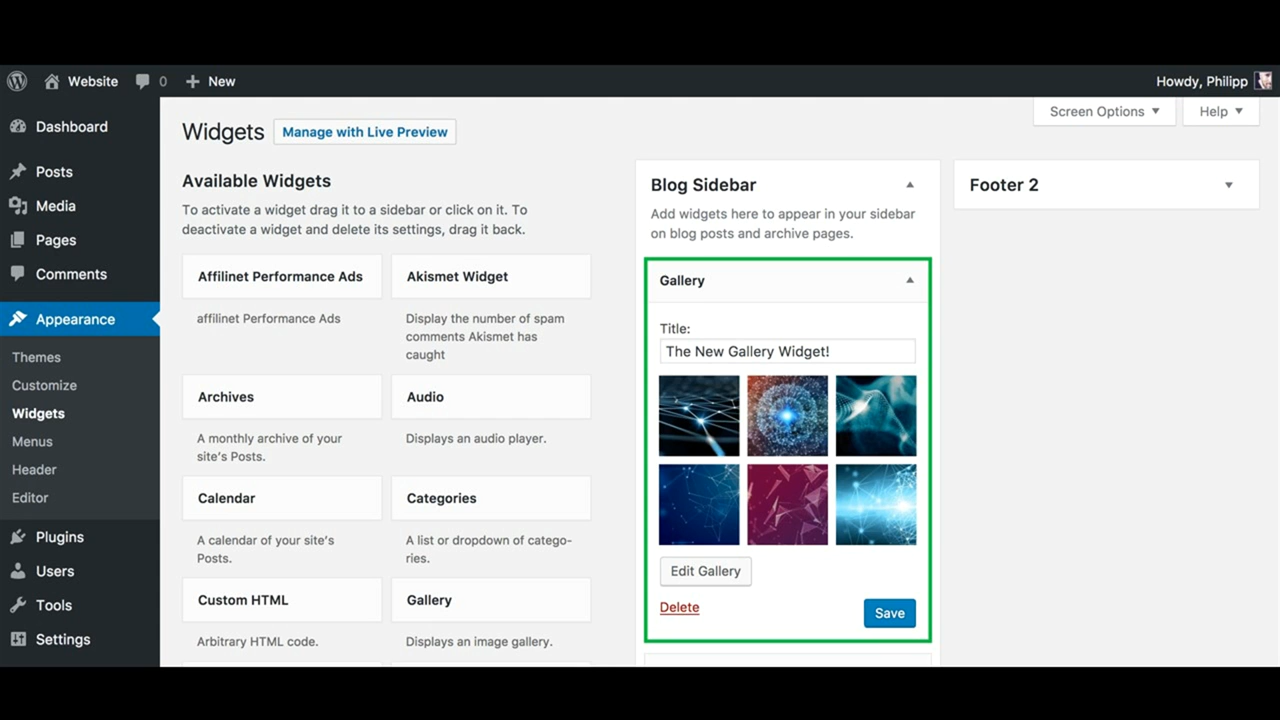 Website
0
New
Howdy, Philipp
Dashboard
Posts
Media
Pages
Comments
Appearance
Themes
Customize
Widgets
Menus
Header
Editor
Plugins
Users
Tools
Settings
Screen Options
Help
Widgets
Manage with Live Preview
Available Widgets
To activate a widget drag it to a sidebar or click on it. To
deactivate a widget and delete its settings, drag it back.
Affilinet Performance Ads
affilinet Performance Ads
Akismet Widget
Display the number of spam
comments Akismet has
caught
Archives
A monthly archive of your
site's Posts.
Audio
Displays an audio player.
Calendar
A calendar of your site's
Posts.
Categories
A list or dropdown of catego-
ries.
Custom HTML
Arbitrary HTML code.
Gallery
Displays an image gallery.
Blog Sidebar
Add widgets here to appear in your sidebar
on blog posts and archive pages.
Gallery
Title:
The New Gallery Widget!
Edit Gallery
Delete
Save
Footer 2